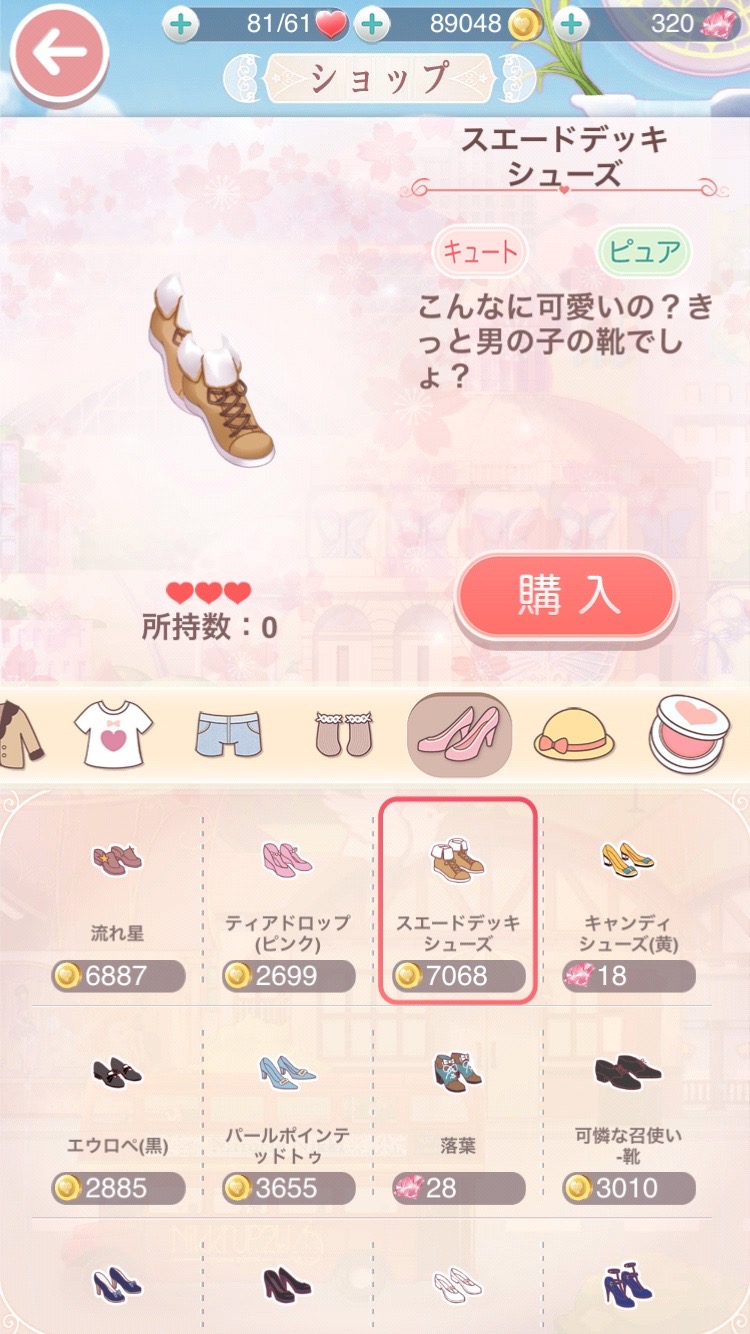 81/61
89048
320
ショップ
スエードデッキ
シューズ
キュート
ピュア
こんなに可愛いの？き
っと男の子の靴でし
ょ？
所持数：0
購入
流れ星
6887
ティアドロップ
(ピンク)
2699
スエードデッキ
シューズ
7068
キャンディ
シューズ(黄)
18
エウロペ(黒)
2885
パールポインテ
ッドトゥ
3655
落葉
28
可憐な召使い
-靴
3010